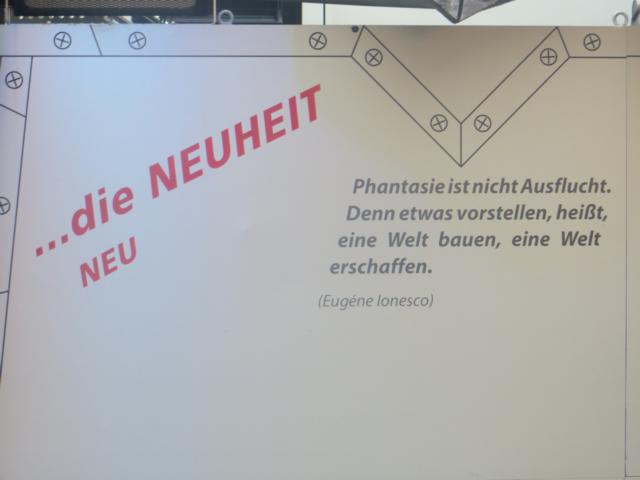 ...die NEUHEIT
NEU
Phantasie ist nicht Ausflucht.
Denn etwas vorstellen, heißt,
eine Welt bauen, eine Welt
erschaffen.
(Eugéne Ionesco)